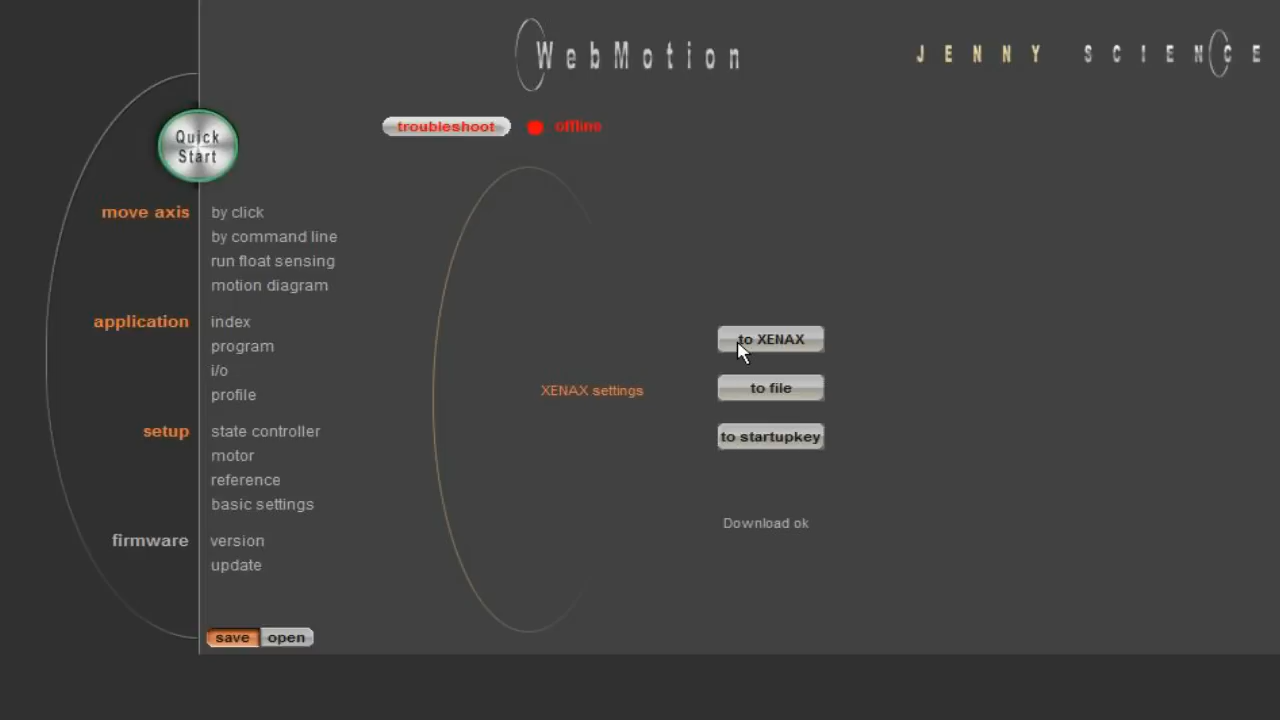 WebMotion
JENNY SCIENCE
troubleshoot offline
Quick
Start
move axis by click
by command line
run float sensing
motion diagram
application index
program
i/o
profile
setup state controller
motor
reference
basic settings
firmware version
update
save open
XENAX settings
to XENAX
to file
to startupkey
Download ok